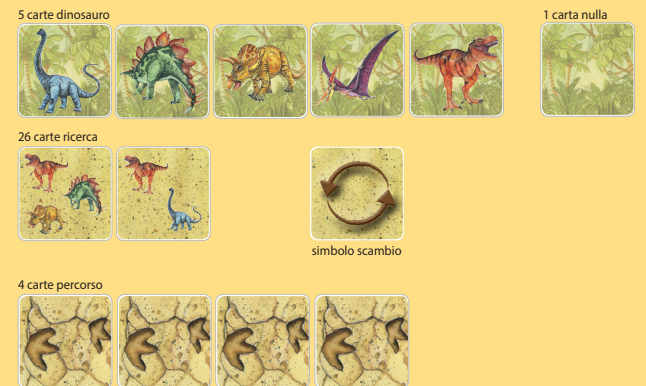 5 carte dinosauro
1 carta nulla
26 carte ricerca
simbolo scambio
4 carte percorso